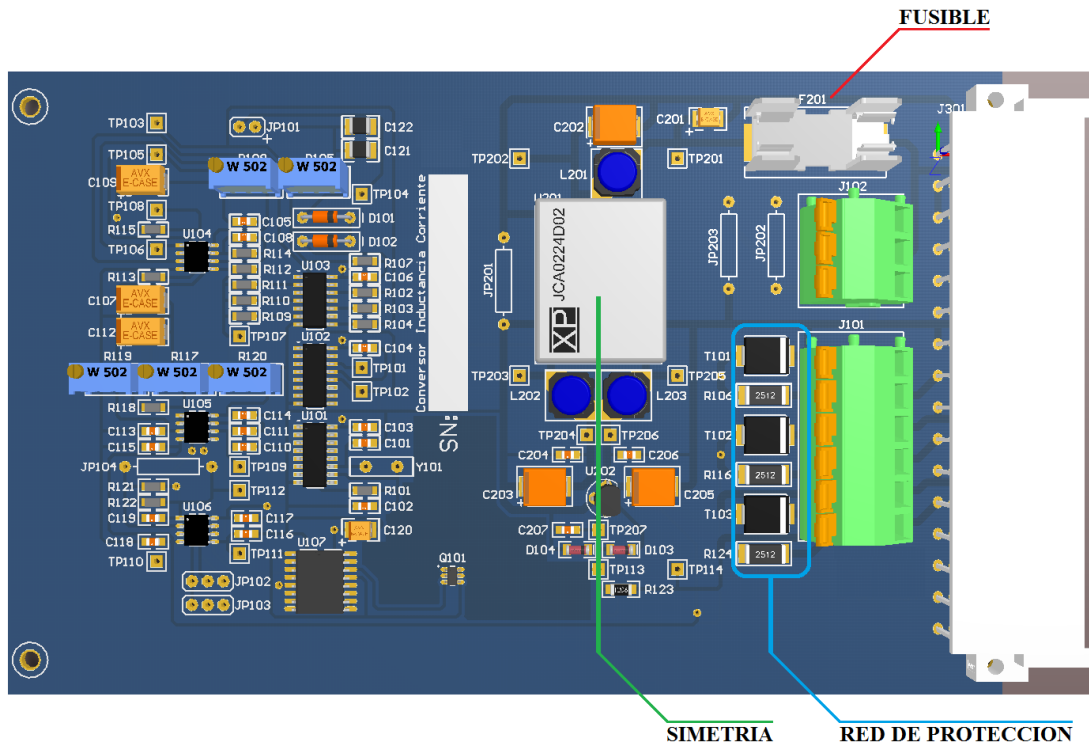 FUSIBLE
F201
J301
TP103
JP101
C122
C202
C201
TP105
C121
TP202
TP201
W 502
W 502
L201
C109
AVX
E-CASE
TP104
J102
TP108
C105
D101
R115
U104
C108
D102
TP106
R114
R107
U103
JP201
JP203
JP202
R113
R112
C106
R111
R102
C107
AVX
E-CASE
R110
R103
R109
R104
JCA0224D02
XP
C112
AVX
E-CASE
TP107
U102
C104
J101
R119
R117
R120
TP101
T101
W 502
W 502
W 502
TP203
TP205
TP102
L202
L203
R106
2512
R118
U105
C114
U101
C103
Conversor Inductancia Corriente
SN:
C113
C111
TP204
TP206
T102
C115
C110
C101
C204
C206
JP104
TP109
Y101
U202
R116
2512
R121
TP112
R101
C203
C205
R122
U106
C102
T103
C119
C117
C207
TP207
C118
C116
C120
D104
D103
R124
2512
TP110
TP111
U107
Q101
TP113
TP114
JP102
R123
JP103
SIMETRIA
RED DE PROTECCION